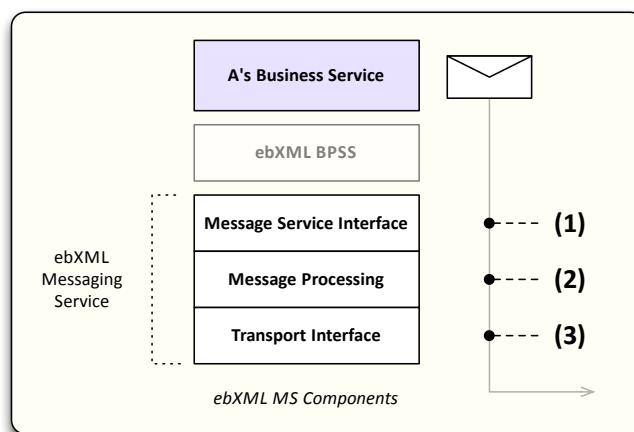 A's Business Service
ebXML BPSS
Message Service Interface
(1)
ebXML
Messaging
Service
Message Processing
(2)
Transport Interface
(3)
ebXML MS Components